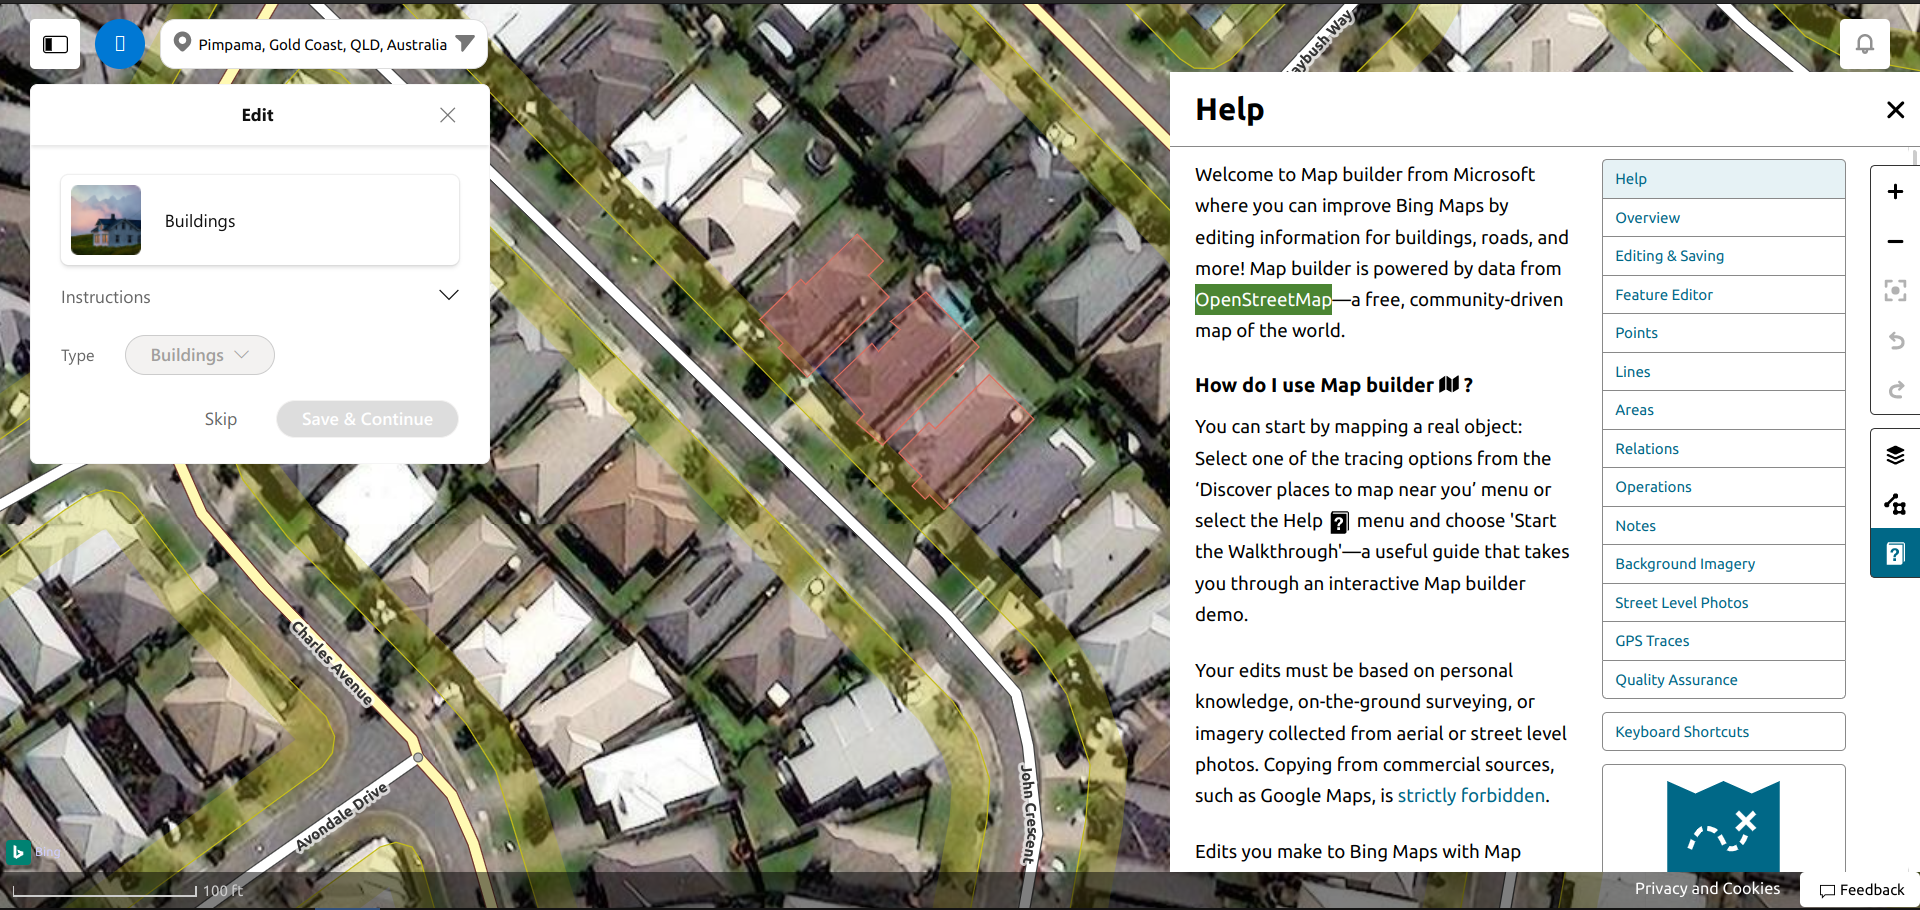 Pimpama, Gold Coast, QLD, Australia
Edit
Buildings
Instructions
Type
Buildings
Skip
Save & Continue
aybush Way
Charles Avenue
Avondale Drive
John Crescent
Bing
100 ft
Help
Welcome to Map builder from Microsoft
where you can improve Bing Maps by
editing information for buildings, roads, and
more! Map builder is powered by data from
OpenStreetMap—a free, community-driven
map of the world.
How do I use Map builder ?
You can start by mapping a real object:
Select one of the tracing options from the
‘Discover places to map near you’ menu or
select the Help ? menu and choose 'Start
the Walkthrough'—a useful guide that takes
you through an interactive Map builder
demo.
Your edits must be based on personal
knowledge, on-the-ground surveying, or
imagery collected from aerial or street level
photos. Copying from commercial sources,
such as Google Maps, is strictly forbidden.
Edits you make to Bing Maps with Map
Help
Overview
Editing & Saving
Feature Editor
Points
Lines
Areas
Relations
Operations
Notes
Background Imagery
Street Level Photos
GPS Traces
Quality Assurance
Keyboard Shortcuts
Privacy and Cookies
Feedback